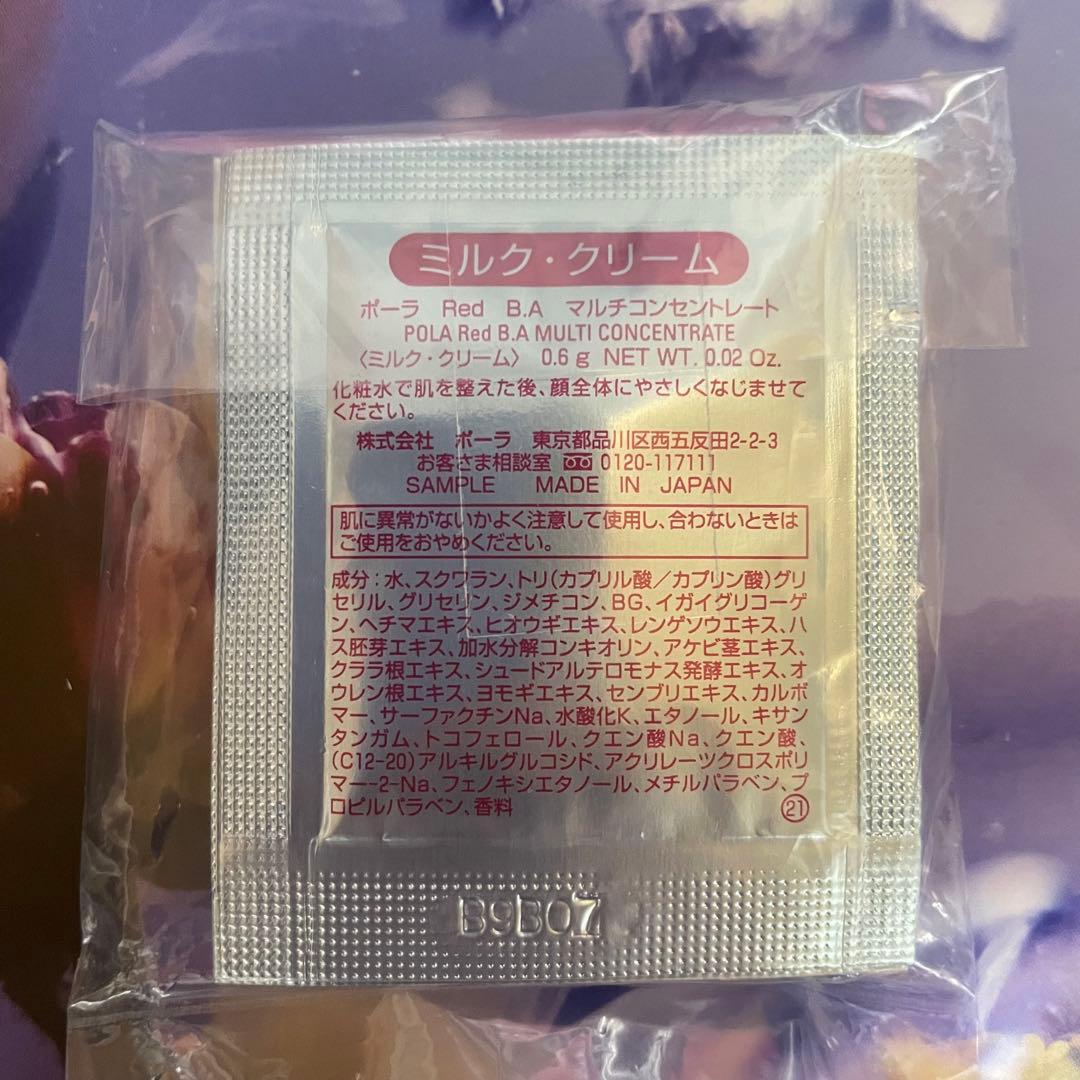 ミルク・クリーム
ポーラ Red B.A マルチコンセントレート
POLA Red B.A MULTI CONCENTRATE
〈ミルク・クリーム〉 0.6 g NET WT. 0.02 Oz.
化粧水で肌を整えた後、顔全体にやさしくなじませて
ください。
株式会社 ポーラ 東京都品川区西五反田2-2-3
お客さま相談室 0120-117111
SAMPLE MADE IN JAPAN
肌に異常がないかよく注意して使用し、合わないときは
ご使用をおやめください。
成分：水、スクワラン、トリ(カプリル酸／カプリン酸)グリ
セリル、グリセリン、ジメチコン、BG、イガイグリコーゲ
ン、ヘチマエキス、ヒオウギエキス、レンゲソウエキス、ハ
ス胚芽エキス、加水分解コンキオリン、アケビ茎エキス、
クララ根エキス、シュードアルテロモナス発酵エキス、オ
ウレン根エキス、ヨモギエキス、センブリエキス、カルボ
マー、サーファクチンNa、水酸化K、エタノール、キサン
タンガム、トコフェロール、クエン酸Na、クエン酸、
(C12-20)アルキルグルコシド、アクリレーツクロスポリ
マー-2-Na、フェノキシエタノール、メチルパラベン、プ
ロピルパラベン、香料 ㉑
B9B07